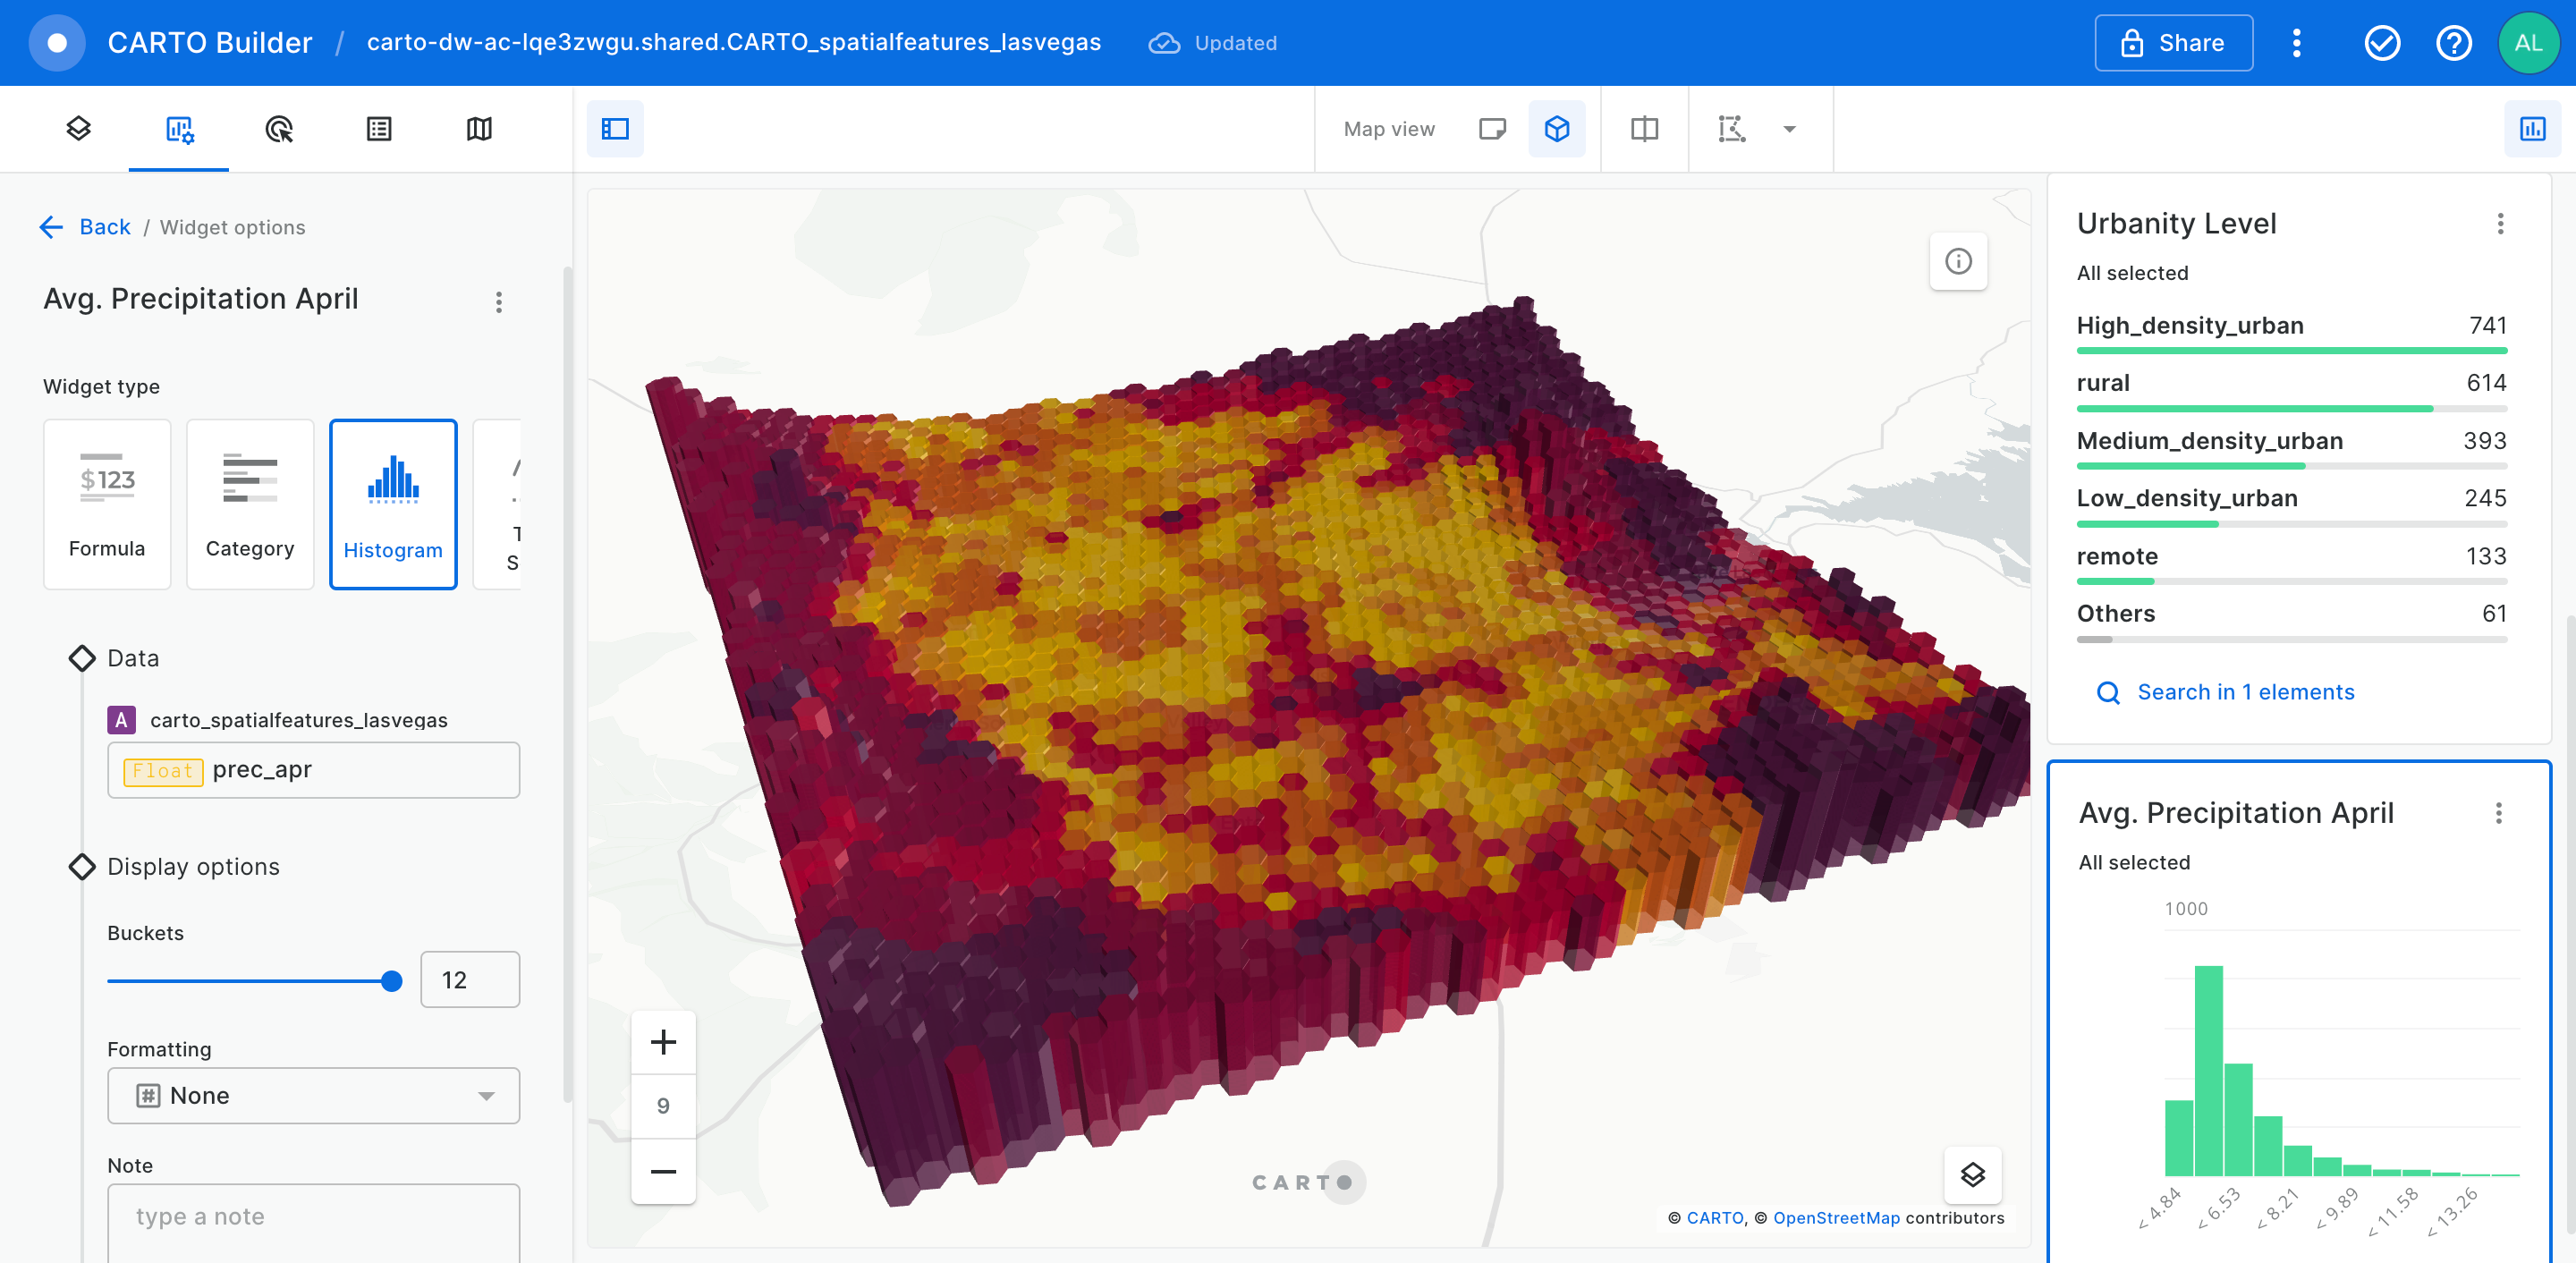 CARTO Builder / carto-dw-ac-lqe3zwgu.shared.CARTO_spatialfeatures_lasvegas Updated Share AL
Map view
Back / Widget options
Avg. Precipitation April
Widget type
$123
Formula
Category
Histogram
T
S
Data
A carto_spatialfeatures_lasvegas
Float prec_apr
Display options
Buckets
12
Formatting
None
Note
type a note
9
CARTO
© CARTO, © OpenStreetMap contributors
Urbanity Level
All selected
High_density_urban 741
rural 614
Medium_density_urban 393
Low_density_urban 245
remote 133
Others 61
Search in 1 elements
Avg. Precipitation April
All selected
1000
< 4.84 < 6.53 < 8.21 < 9.89 < 11.58 < 13.26